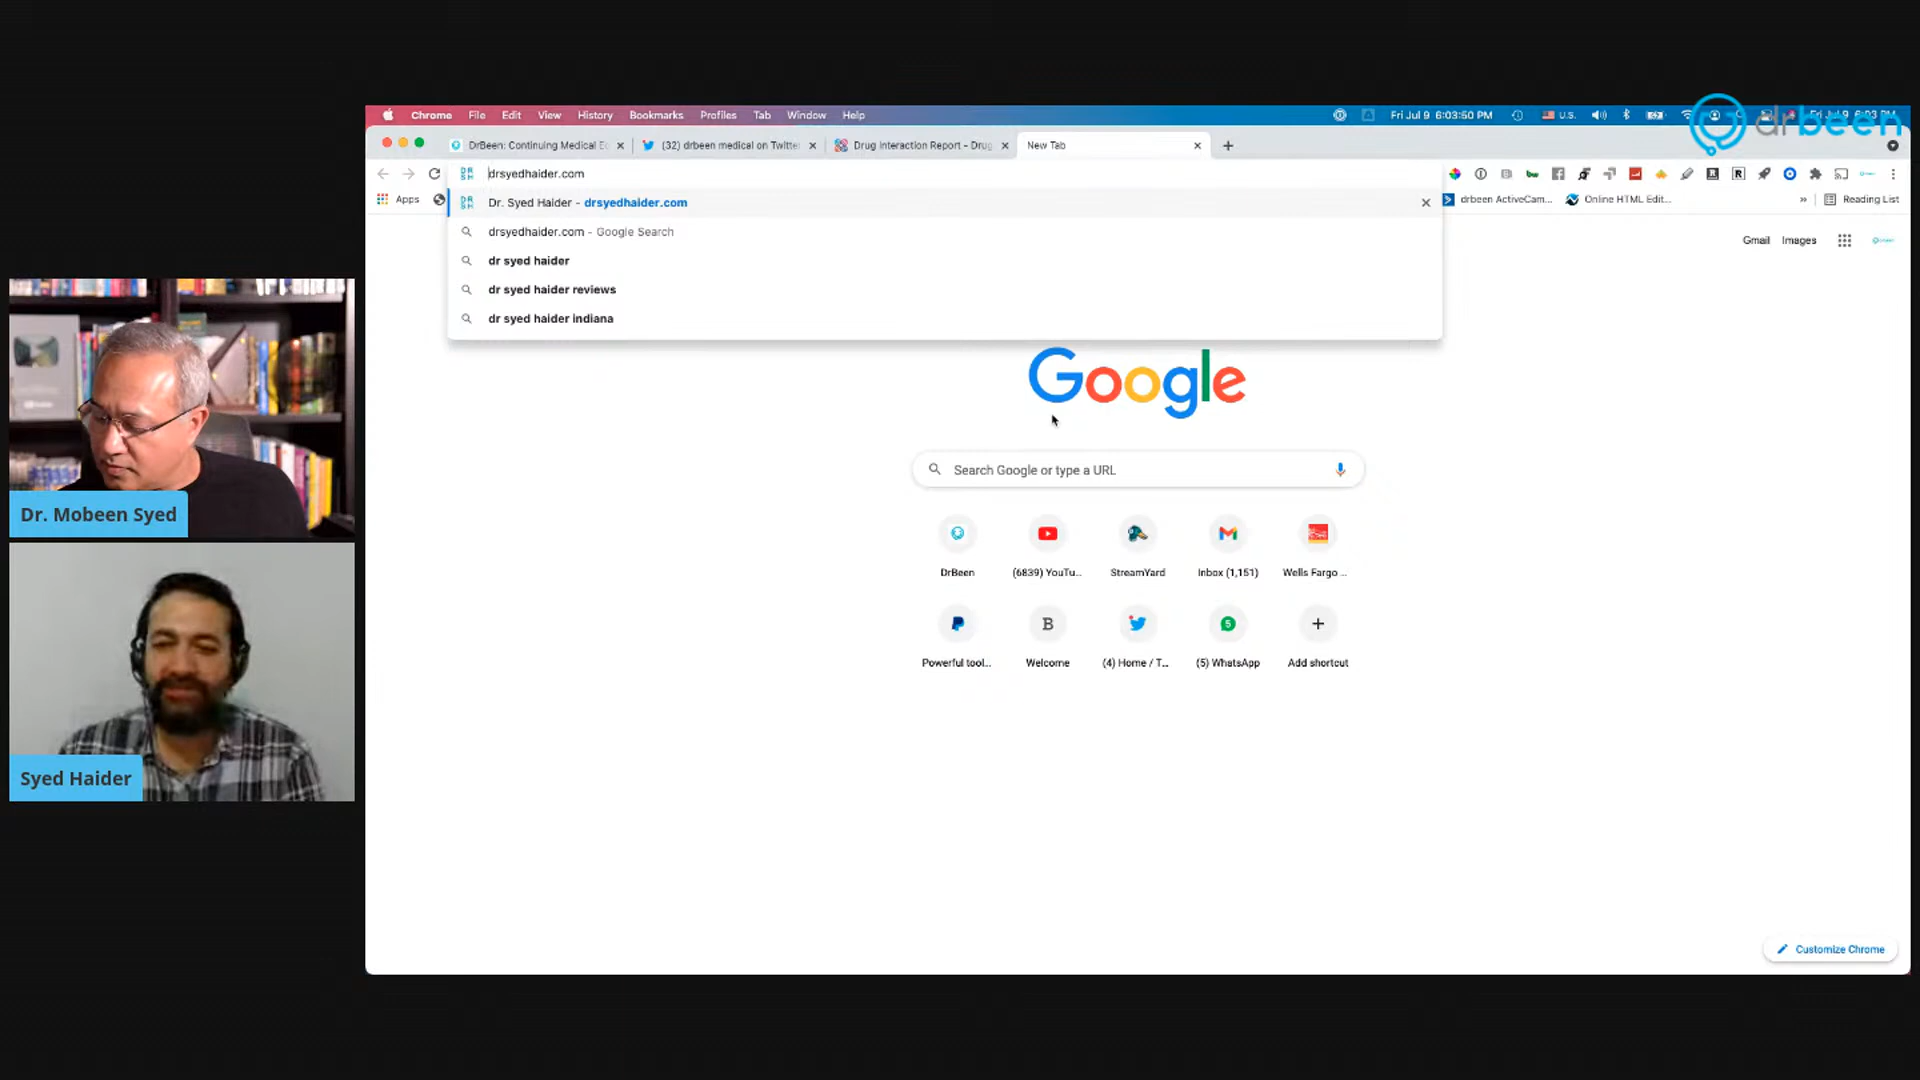 drbeen
Chrome File Edit View History Bookmarks Profiles Tab Window Help
Fri Jul 9 6:03:50 PM U.S.
DrBeen: Continuing Medical Ec
(32) drbeen medical on Twitte
Drug Interaction Report - Drug
New Tab
drsyedhaider.com
Apps
drbeen ActiveCam...
Online HTML Edit...
Reading List
Dr. Syed Haider - drsyedhaider.com
drsyedhaider.com - Google Search
dr syed haider
dr syed haider reviews
dr syed haider indiana
Gmail Images
Google
Search Google or type a URL
DrBeen
(6839) YouTu...
StreamYard
Inbox (1,151)
Wells Fargo ...
Powerful tool...
B
Welcome
(4) Home / T...
5
(5) WhatsApp
Add shortcut
Customize Chrome
Dr. Mobeen Syed
Syed Haider